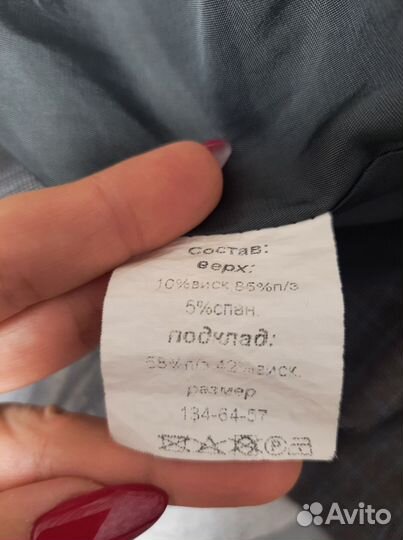 Состав:
верх:
10%виск.85%п/э
5%спан.
подклад:
58%п/э 42%виск.
размер
134-64-57
Avito